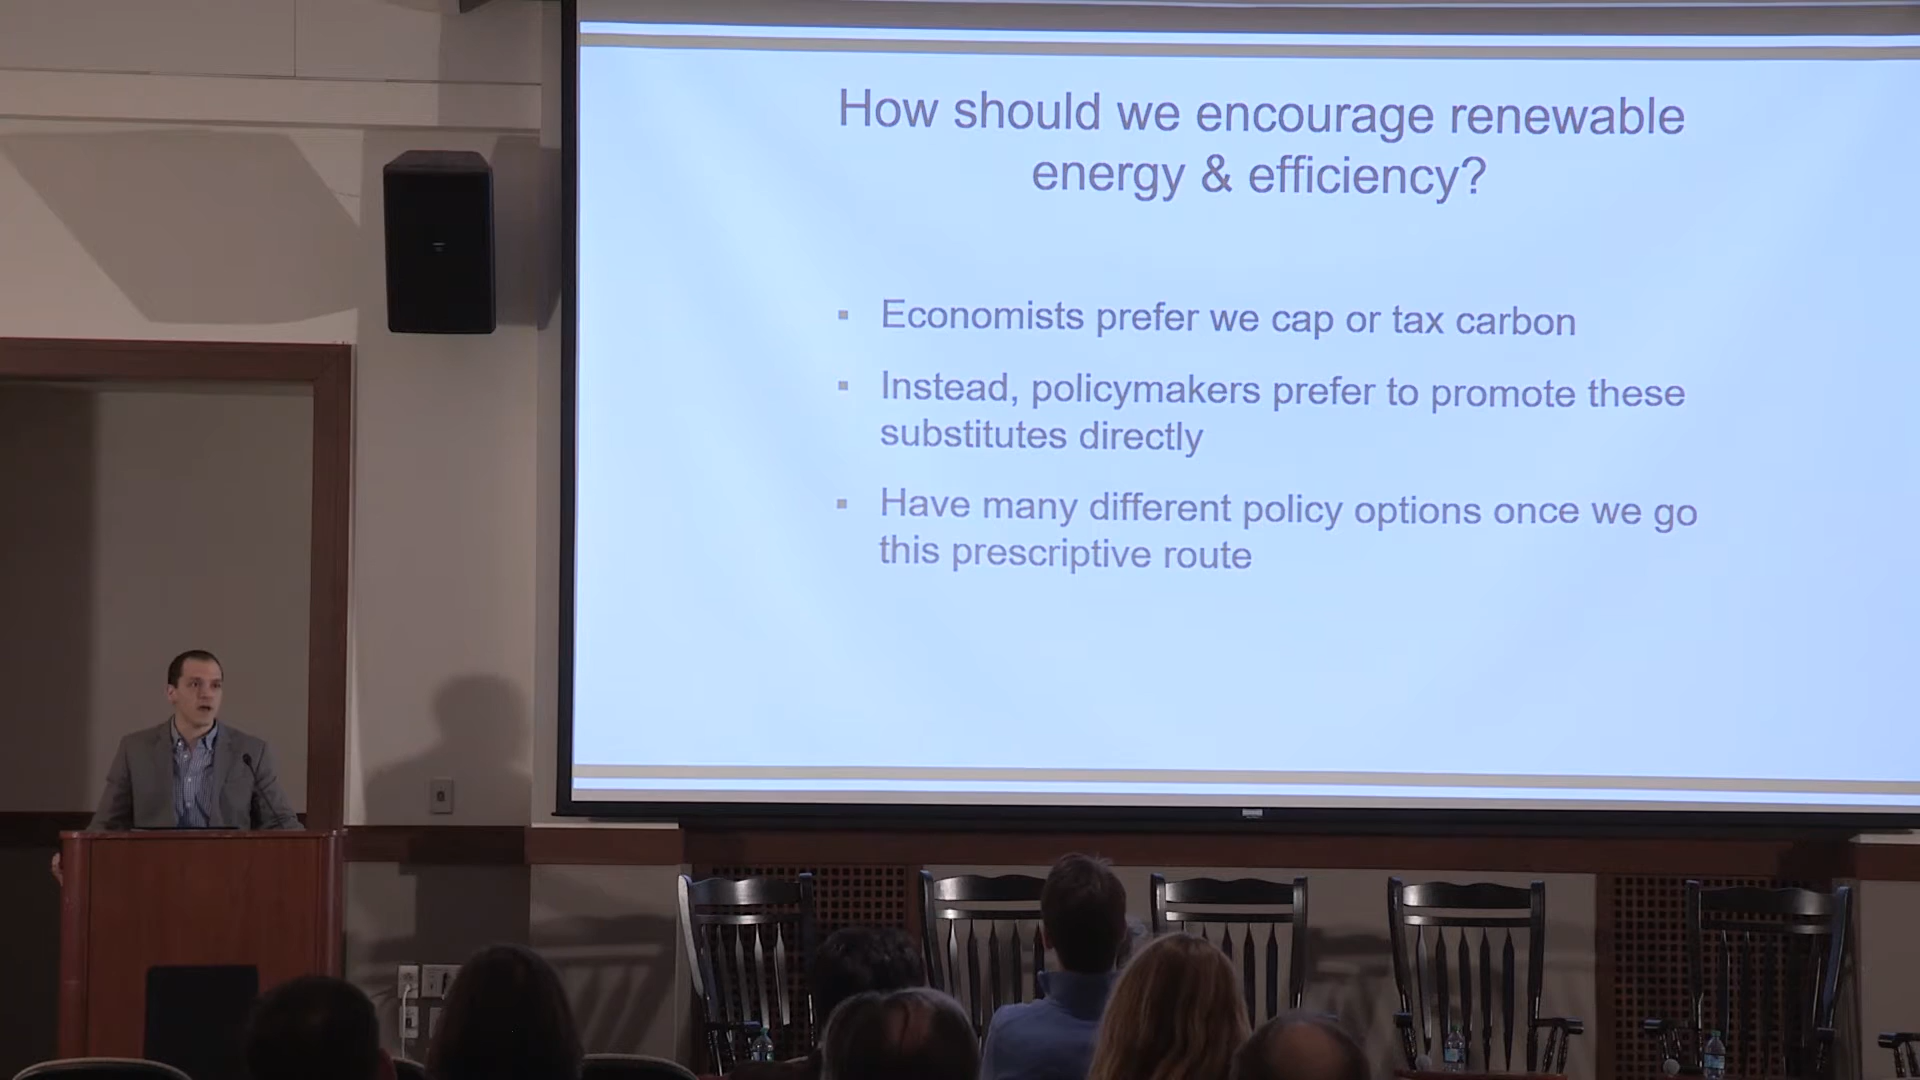 How should we encourage renewable
energy & efficiency?
▪ Economists prefer we cap or tax carbon
▪ Instead, policymakers prefer to promote these
substitutes directly
▪ Have many different policy options once we go
this prescriptive route